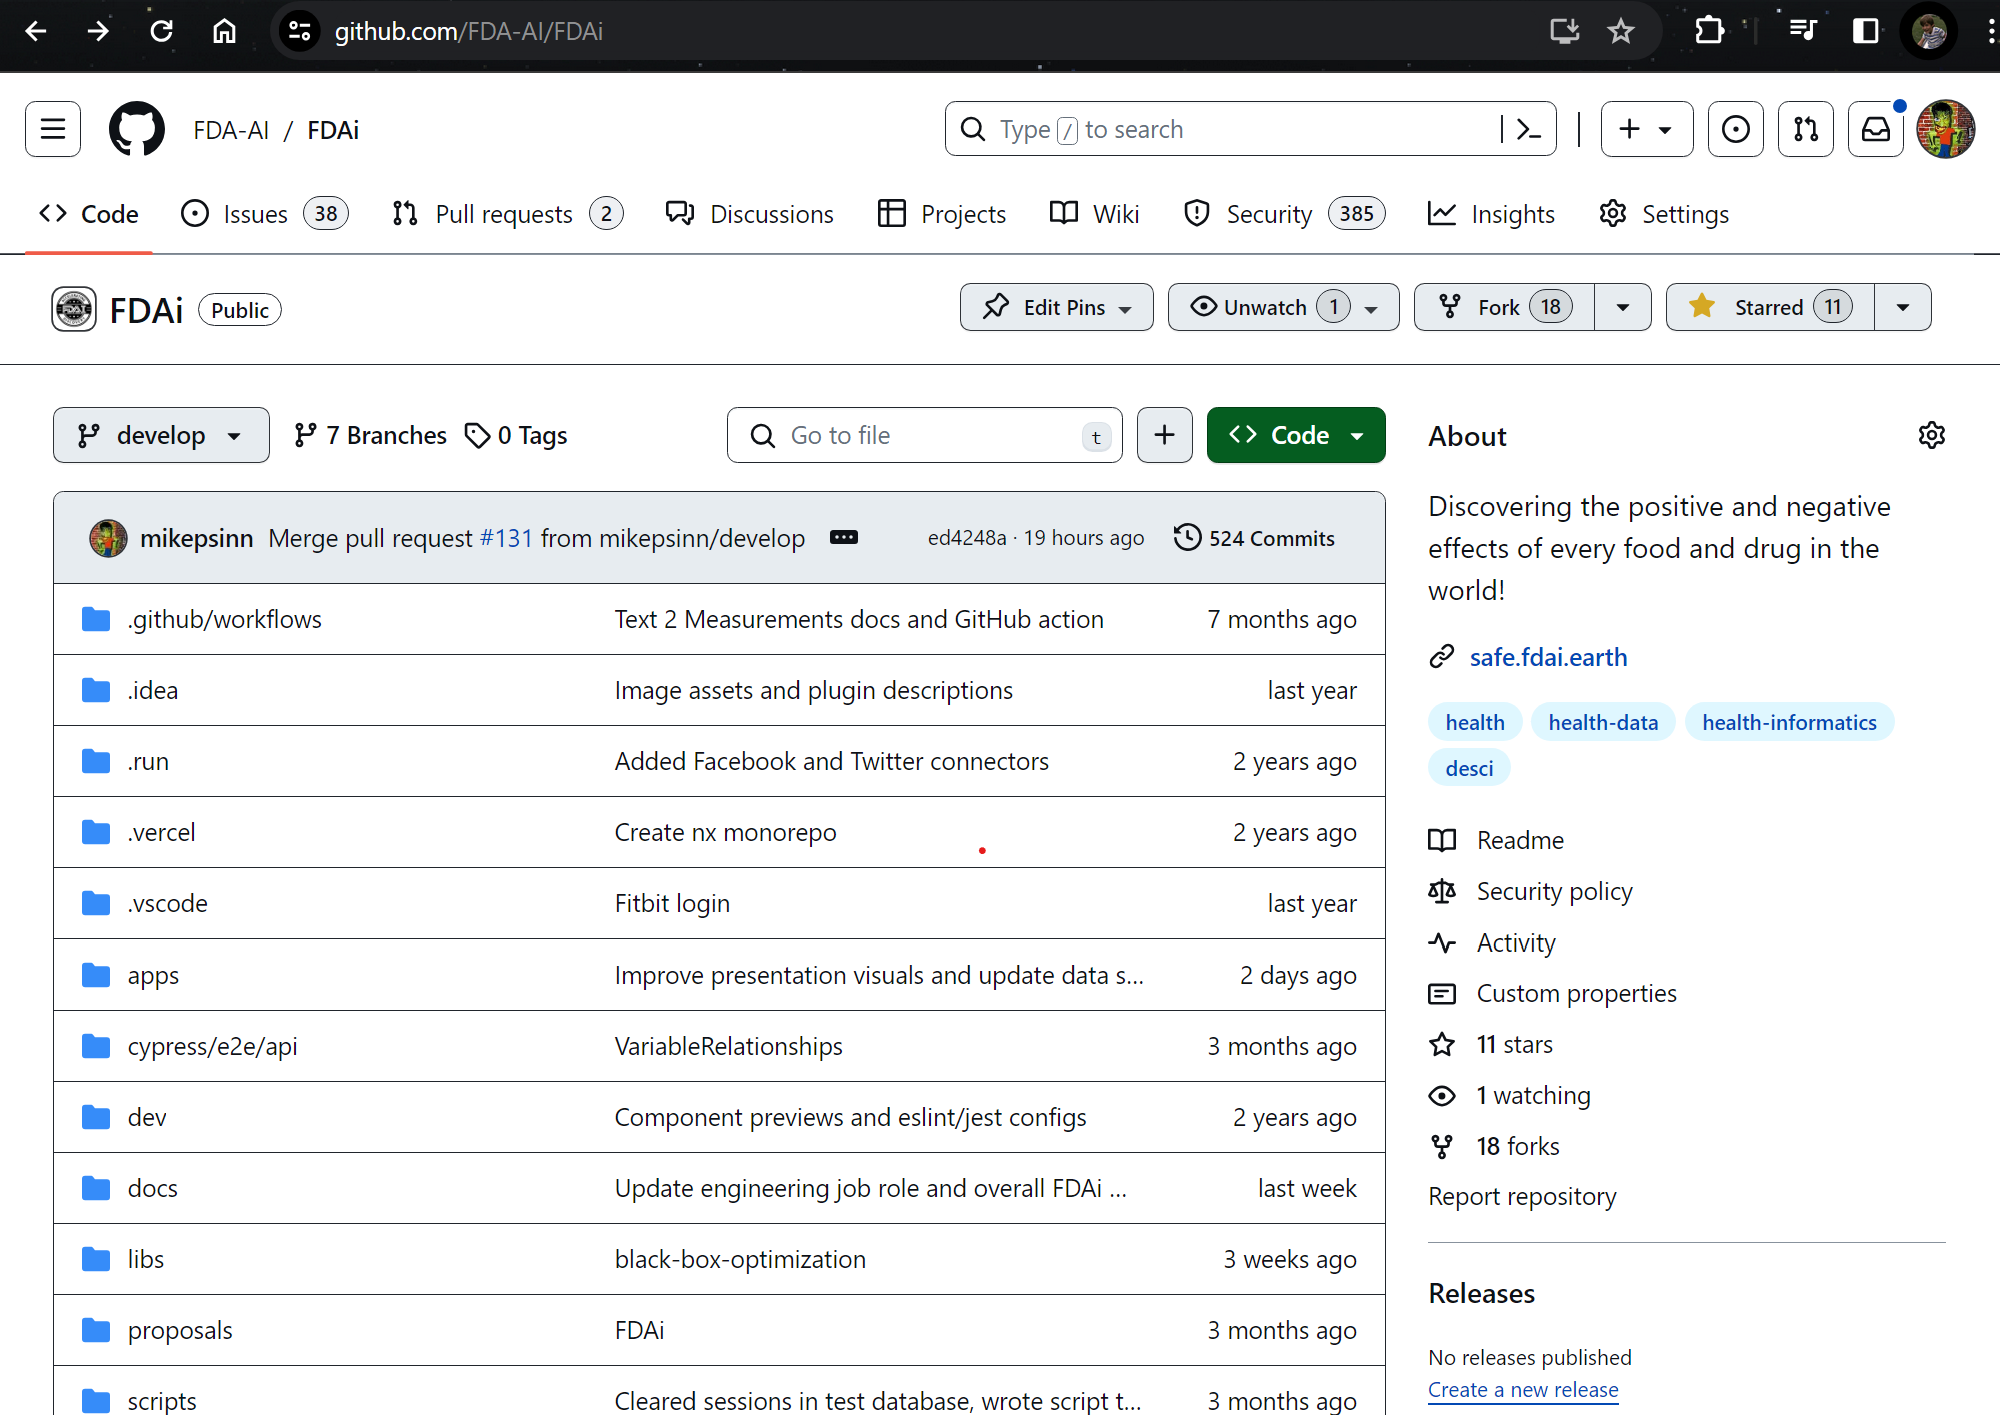 github.com/FDA-AI/FDAi
FDA-AI / FDAi
Type / to search
Code Issues 38 Pull requests 2 Discussions Projects Wiki Security 385 Insights Settings
FDAi Public Edit Pins Unwatch 1 Fork 18 Starred 11
develop 7 Branches 0 Tags Go to file t + Code
About
Discovering the positive and negative
effects of every food and drug in the
world!
safe.fdai.earth
health health-data health-informatics
desci
Readme
Security policy
Activity
Custom properties
11 stars
1 watching
18 forks
Report repository
Releases
No releases published
Create a new release
mikepsinn Merge pull request #131 from mikepsinn/develop ed4248a · 19 hours ago 524 Commits
.github/workflows Text 2 Measurements docs and GitHub action 7 months ago
.idea Image assets and plugin descriptions last year
.run Added Facebook and Twitter connectors 2 years ago
.vercel Create nx monorepo 2 years ago
.vscode Fitbit login last year
apps Improve presentation visuals and update data s... 2 days ago
cypress/e2e/api VariableRelationships 3 months ago
dev Component previews and eslint/jest configs 2 years ago
docs Update engineering job role and overall FDAi ... last week
libs black-box-optimization 3 weeks ago
proposals FDAi 3 months ago
scripts Cleared sessions in test database, wrote script t... 3 months ago